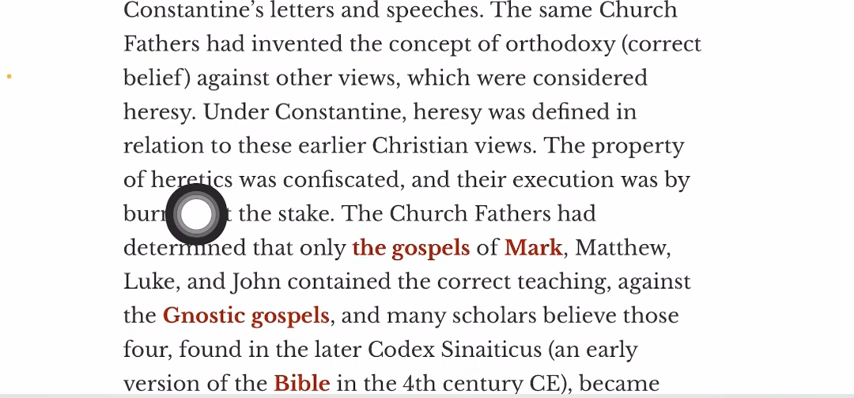 Constantine’s letters and speeches. The same Church
Fathers had invented the concept of orthodoxy (correct
belief) against other views, which were considered
heresy. Under Constantine, heresy was defined in
relation to these earlier Christian views. The property
of heretics was confiscated, and their execution was by
the stake. The Church Fathers had
determined that only the gospels of Mark, Matthew,
Luke, and John contained the correct teaching, against
the Gnostic gospels, and many scholars believe those
four, found in the later Codex Sinaiticus (an early
version of the Bible in the 4th century CE), became